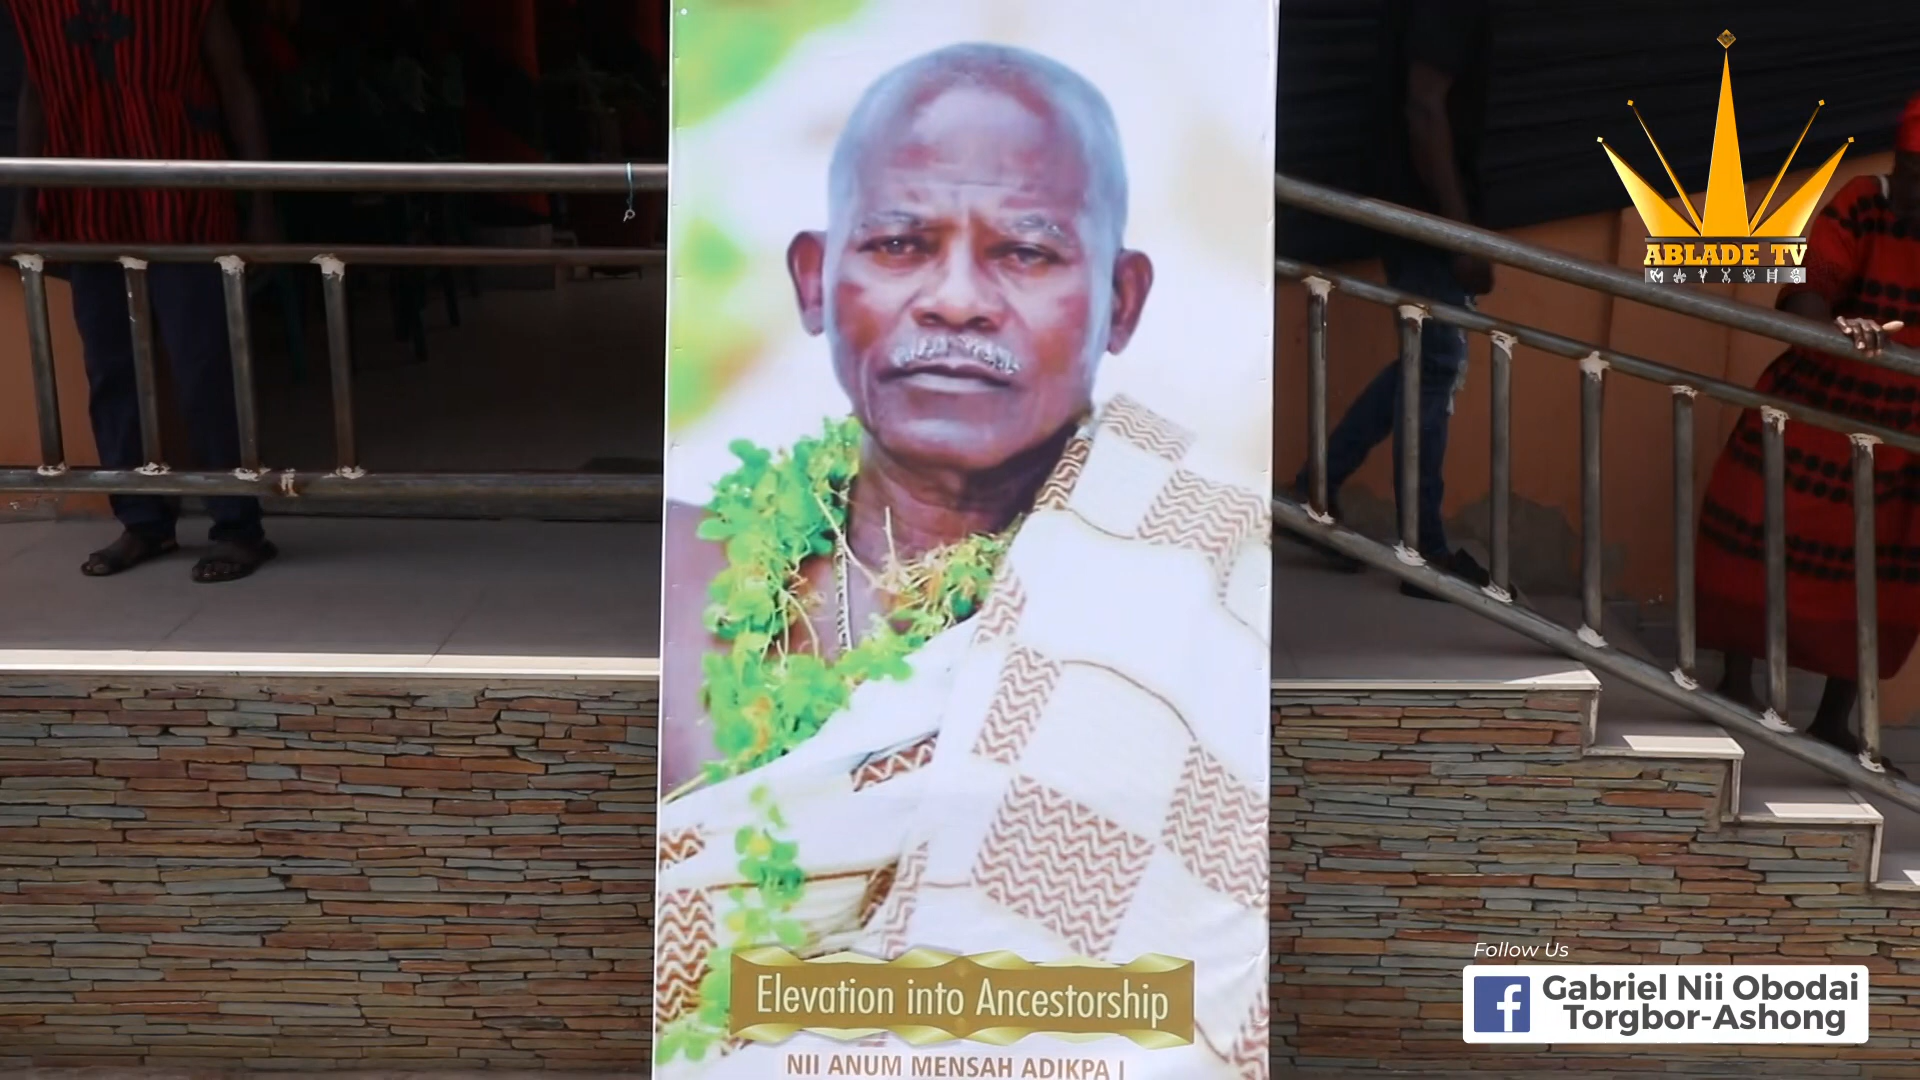 ABLADE TV
Elevation into Ancestorship
NII ANUM MENSAH ADIKPA I
Follow Us
Gabriel Nii Obodai
Torgbor-Ashong